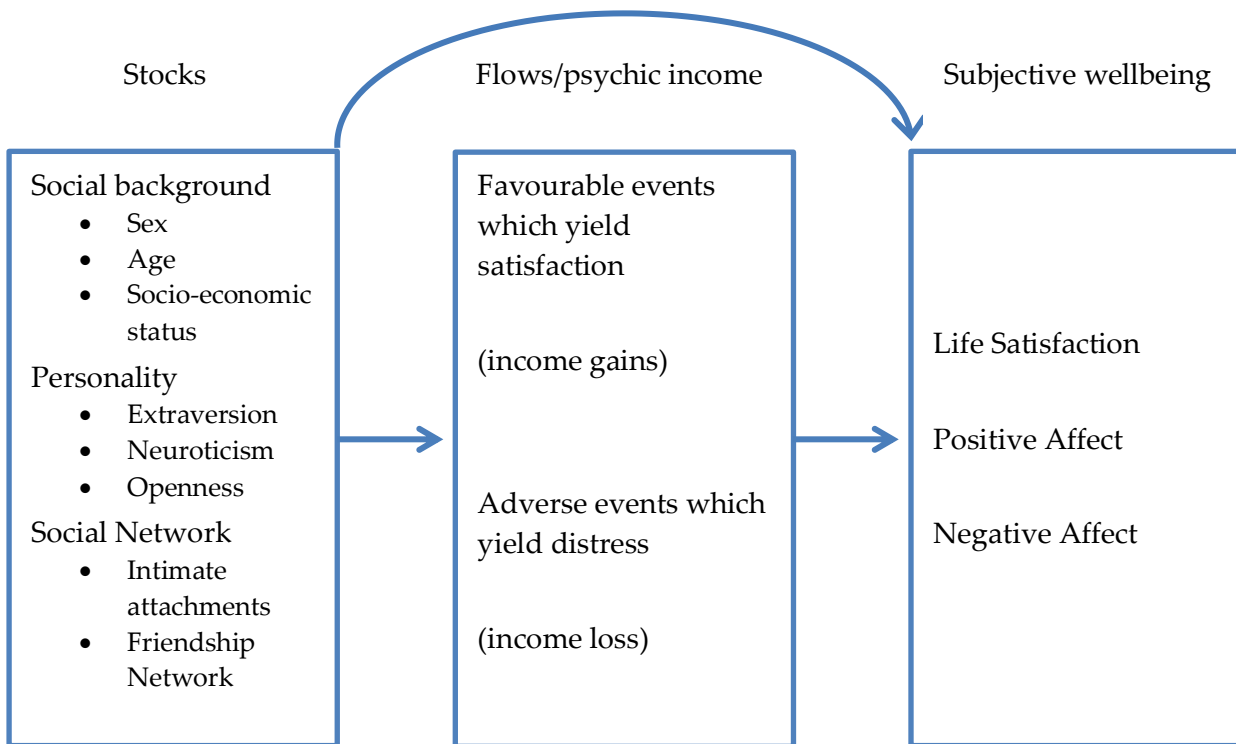 Stocks
Flows/psychic income
Subjective wellbeing
Social background
• Sex
• Age
• Socio-economic
status
Personality
• Extraversion
• Neuroticism
• Openness
Social Network
• Intimate
attachments
• Friendship
Network
Favourable events
which yield
satisfaction
(income gains)
Adverse events which
yield distress
(income loss)
Life Satisfaction
Positive Affect
Negative Affect